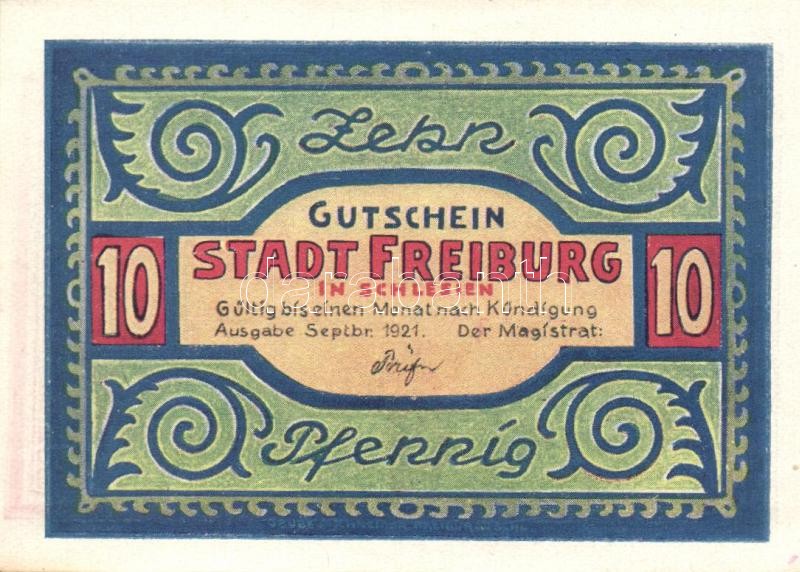 Zehn
GUTSCHEIN
10 STADT FREIBURG 10
IN SCHLESIEN
Gültig bis einen Monat nach Kündigung
Ausgabe Septbr. 1921. Der Magistrat:
Pfennig
darabanth